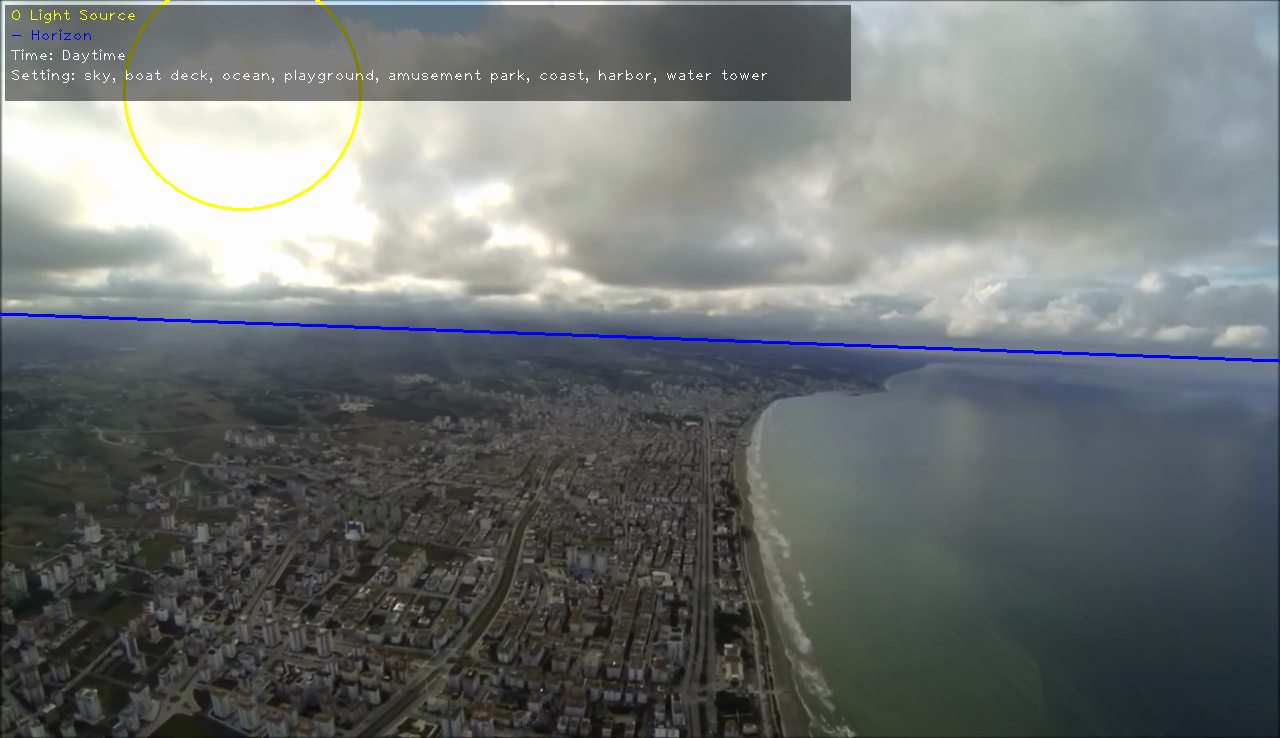 O Light Source
- Horizon
Time: Daytime
Setting: sky, boat deck, ocean, playground, amusement park, coast, harbor, water tower